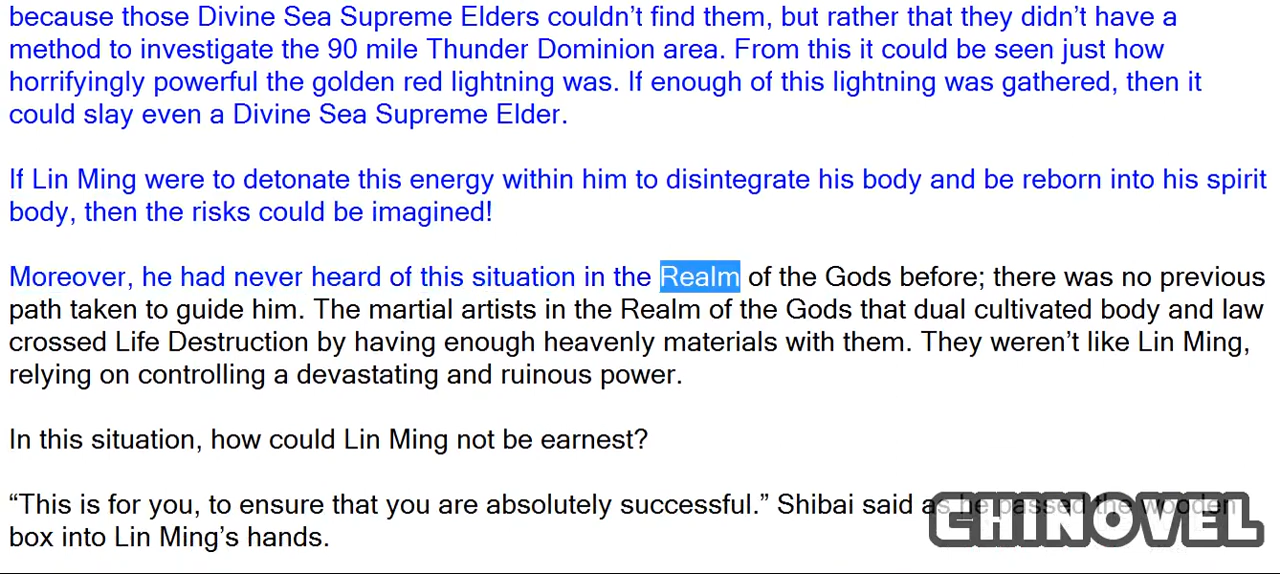 because those Divine Sea Supreme Elders couldn’t find them, but rather that they didn’t have a
method to investigate the 90 mile Thunder Dominion area. From this it could be seen just how
horrifyingly powerful the golden red lightning was. If enough of this lightning was gathered, then it
could slay even a Divine Sea Supreme Elder.
If Lin Ming were to detonate this energy within him to disintegrate his body and be reborn into his spirit
body, then the risks could be imagined!
Moreover, he had never heard of this situation in the Realm of the Gods before; there was no previous
path taken to guide him. The martial artists in the Realm of the Gods that dual cultivated body and law
crossed Life Destruction by having enough heavenly materials with them. They weren’t like Lin Ming,
relying on controlling a devastating and ruinous power.
In this situation, how could Lin Ming not be earnest?
“This is for you, to ensure that you are absolutely successful.” Shibai said as he passed the wooden
box into Lin Ming’s hands.
CHINOVEL